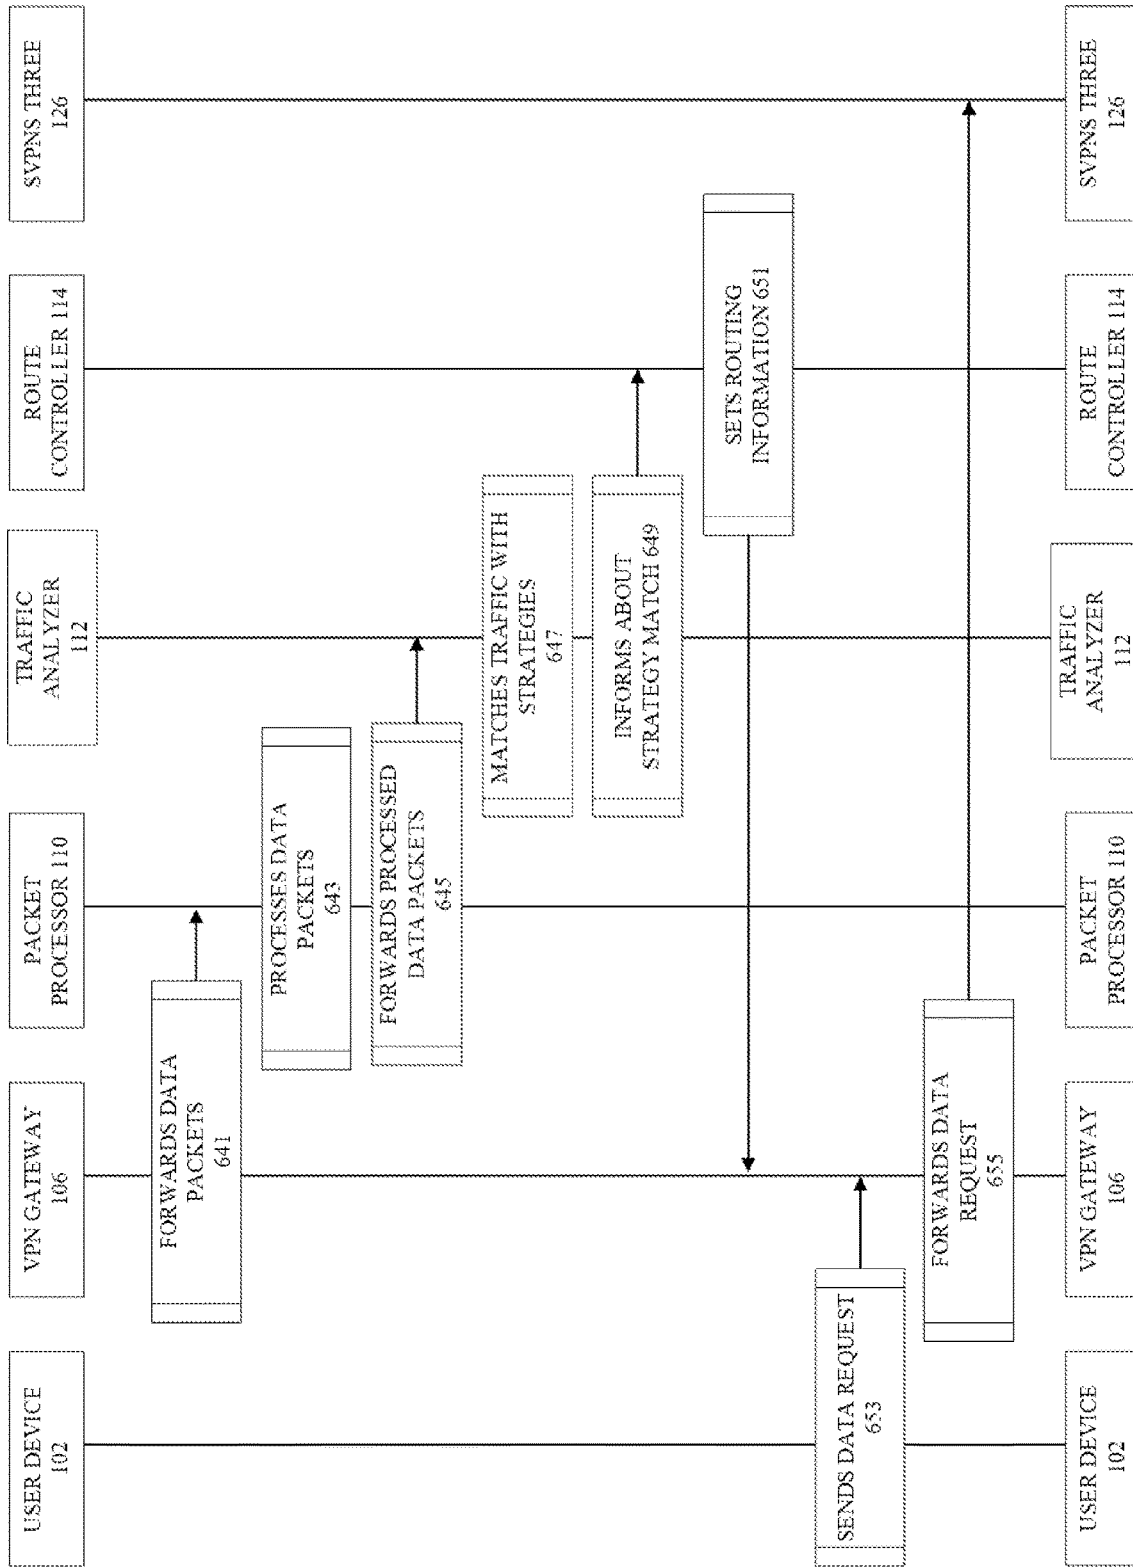 USER DEVICE
102
VPN GATEWAY
106
PACKET
PROCESSOR 110
TRAFFIC
ANALYZER
112
ROUTE
CONTROLLER 114
SVPNS THREE
126
FORWARDS DATA
PACKETS
641
PROCESSES DATA
PACKETS
643
FORWARDS PROCESSED
DATA PACKETS
645
MATCHES TRAFFIC WITH
STRATEGIES
647
INFORMS ABOUT
STRATEGY MATCH 649
SETS ROUTING
INFORMATION 651
SENDS DATA REQUEST
653
FORWARDS DATA
REQUEST
655
USER DEVICE
102
VPN GATEWAY
106
PACKET
PROCESSOR 110
TRAFFIC
ANALYZER
112
ROUTE
CONTROLLER 114
SVPNS THREE
126